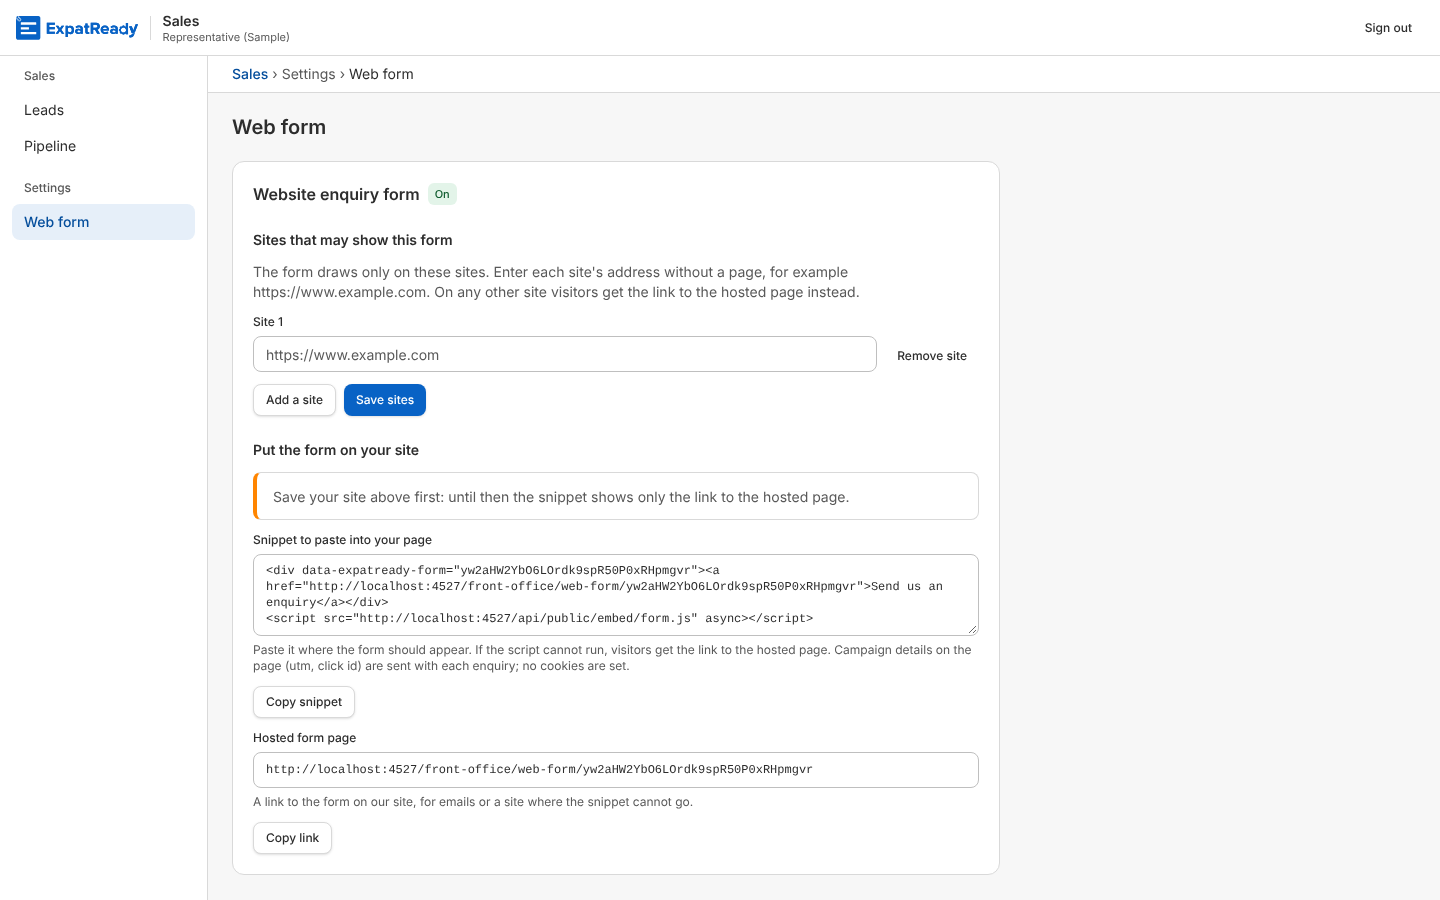 ExpatReady
Sales
Representative (Sample)
Sign out
Sales
Leads
Pipeline
Settings
Web form
Sales › Settings › Web form
Web form
Website enquiry form On
Sites that may show this form
The form draws only on these sites. Enter each site's address without a page, for example
https://www.example.com. On any other site visitors get the link to the hosted page instead.
Site 1
https://www.example.com
Remove site
Add a site
Save sites
Put the form on your site
Save your site above first: until then the snippet shows only the link to the hosted page.
Snippet to paste into your page
<div data-expatready-form="yw2aHW2YbO6LOrdk9spR50P0xRHpmgvr"><a
href="http://localhost:4527/front-office/web-form/yw2aHW2YbO6LOrdk9spR50P0xRHpmgvr">Send us an
enquiry</a></div>
<script src="http://localhost:4527/api/public/embed/form.js" async></script>
Paste it where the form should appear. If the script cannot run, visitors get the link to the hosted page. Campaign details on the
page (utm, click id) are sent with each enquiry; no cookies are set.
Copy snippet
Hosted form page
http://localhost:4527/front-office/web-form/yw2aHW2YbO6LOrdk9spR50P0xRHpmgvr
A link to the form on our site, for emails or a site where the snippet cannot go.
Copy link